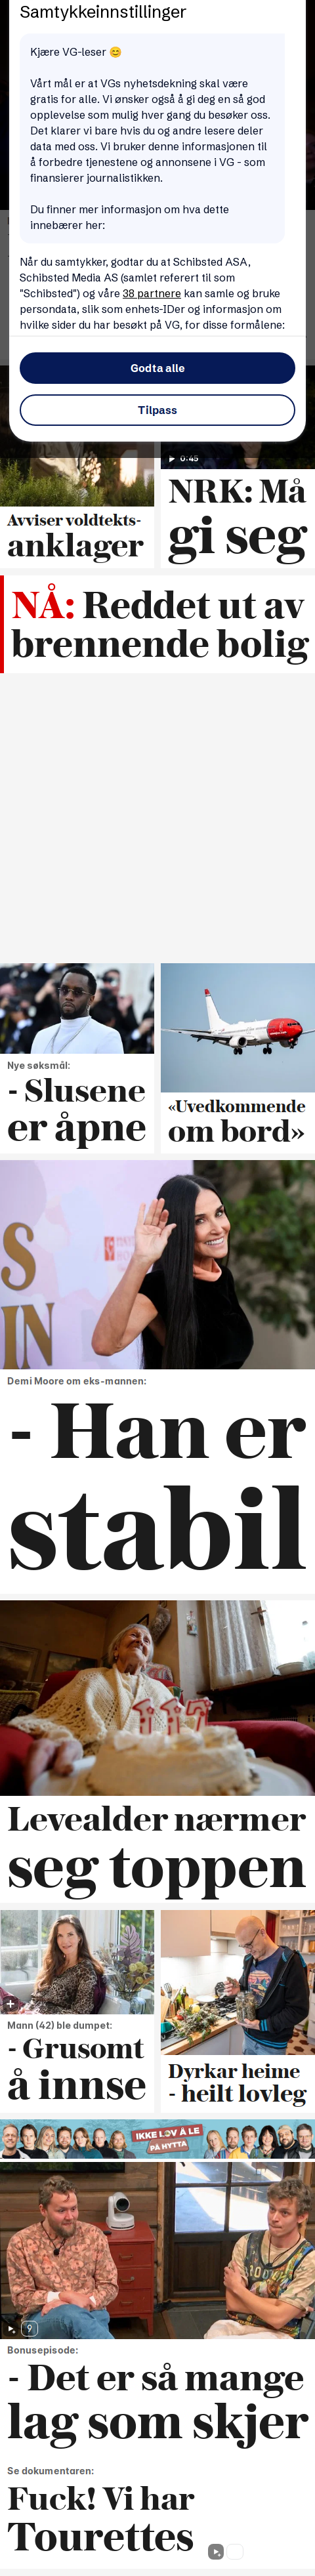 Samtykkeinnstillinger
Kjære VG-leser 😊
Vårt mål er at VGs nyhetsdekning skal være
gratis for alle. Vi ønsker også å gi deg en så god
opplevelse som mulig hver gang du besøker oss.
Det klarer vi bare hvis du og andre lesere deler
data med oss. Vi bruker denne informasjonen til
å forbedre tjenestene og annonsene i VG - som
finansierer journalistikken.
Du finner mer informasjon om hva dette
innebærer her:
Når du samtykker, godtar du at Schibsted ASA,
Schibsted Media AS (samlet referert til som
"Schibsted") og våre 38 partnere kan samle og bruke
persondata, slik som enhets-IDer og informasjon om
hvilke sider du har besøkt på VG, for disse formålene:
Godta alle
Tilpass
0:45
Avviser voldtekts-
anklager
NRK: Må
gi seg
NÅ: Reddet ut av
brennende bolig
Nye søksmål:
- Slusene
er åpne
«Uvedkommende
om bord»
Demi Moore om eks-mannen:
- Han er
stabil
117
Levealder nærmer
seg toppen
Mann (42) ble dumpet:
- Grusomt
å innse
Dyrkar heime
- heilt lovleg
IKKE LOV Å LE
PÅ HYTTA
9
Bonusepisode:
- Det er så mange
lag som skjer
Se dokumentaren:
Fuck! Vi har
Tourettes